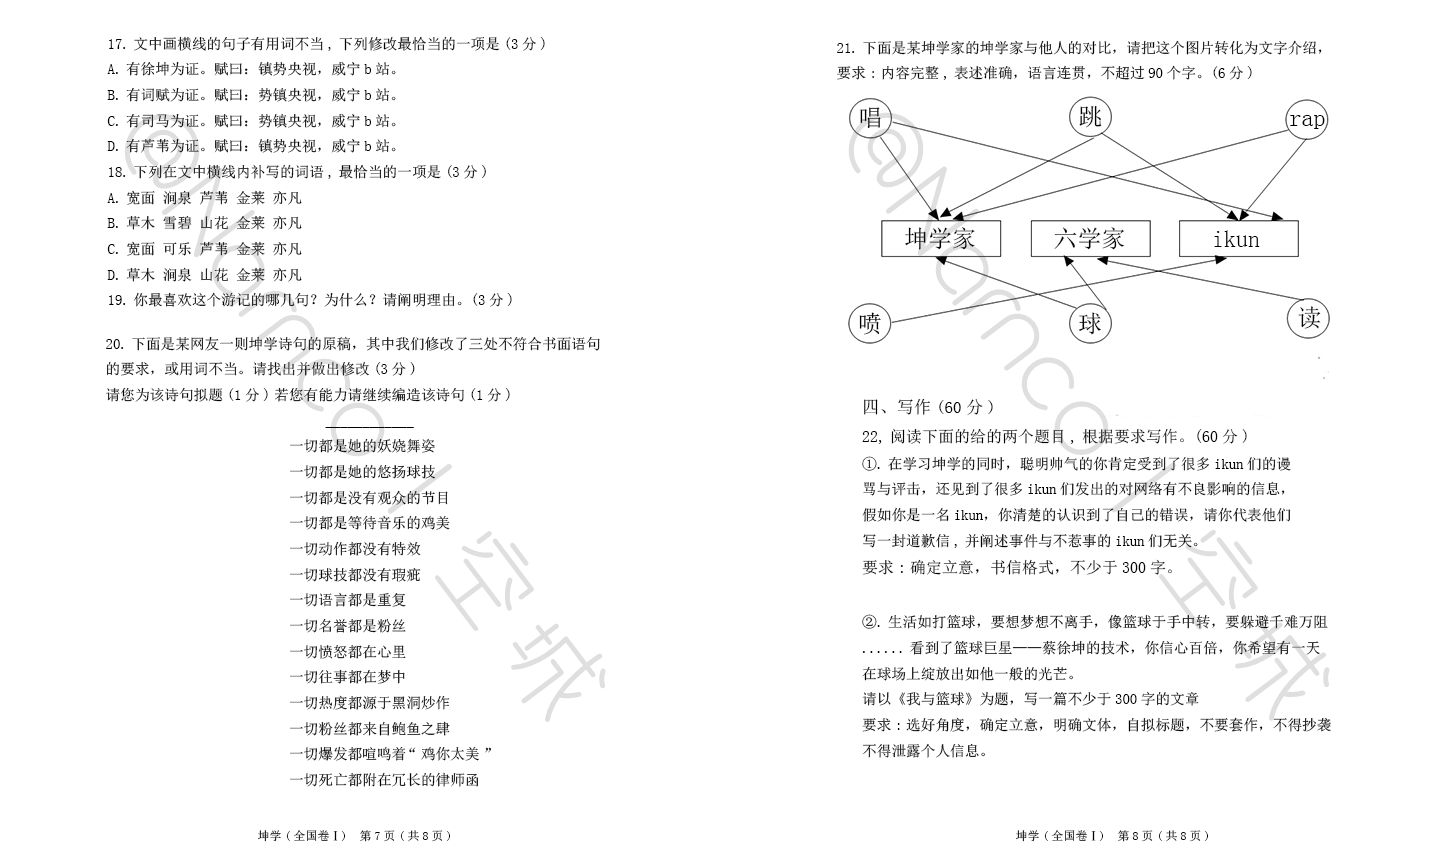 17. 文中画横线的句子有用词不当，下列修改最恰当的一项是（3 分）
A. 有徐坤为证。赋曰：镇势央视，威宁 b 站。
B. 有词赋为证。赋曰：势镇央视，威宁 b 站。
C. 有司马为证。赋曰：势镇央视，威宁 b 站。
D. 有芦苇为证。赋曰：镇势央视，威宁 b 站。
18. 下列在文中横线内补写的词语，最恰当的一项是（3 分）
A. 宽面 涧泉 芦苇 金莱 亦凡
B. 草木 雪碧 山花 金莱 亦凡
C. 宽面 可乐 芦苇 金莱 亦凡
D. 草木 涧泉 山花 金莱 亦凡
19. 你最喜欢这个游记的哪几句？为什么？请阐明理由。（3 分）
20. 下面是某网友一则坤学诗句的原稿，其中我们修改了三处不符合书面语句
的要求，或用词不当。请找出并做出修改（3 分）
请您为该诗句拟题（1 分）若您有能力请继续编造该诗句（1 分）
____________
一切都是她的妖娆舞姿
一切都是她的悠扬球技
一切都是没有观众的节目
一切都是等待音乐的鸡美
一切动作都没有特效
一切球技都没有瑕疵
一切语言都是重复
一切名誉都是粉丝
一切愤怒都在心里
一切往事都在梦中
一切热度都源于黑洞炒作
一切粉丝都来自鲍鱼之肆
一切爆发都喧鸣着“ 鸡你太美 ”
一切死亡都附在冗长的律师函
坤学（全国卷Ⅰ） 第 7 页（共 8 页）
21. 下面是某坤学家的坤学家与他人的对比，请把这个图片转化为文字介绍，
要求：内容完整，表述准确，语言连贯，不超过 90 个字。（6 分）
唱 跳 rap
坤学家 六学家 ikun
喷 球 读
四、写作（60 分）
22, 阅读下面的给的两个题目，根据要求写作。（60 分）
①. 在学习坤学的同时，聪明帅气的你肯定受到了很多 ikun 们的谩
骂与评击，还见到了很多 ikun 们发出的对网络有不良影响的信息，
假如你是一名 ikun，你清楚的认识到了自己的错误，请你代表他们
写一封道歉信，并阐述事件与不惹事的 ikun 们无关。
要求：确定立意，书信格式，不少于 300 字。
②. 生活如打篮球，要想梦想不离手，像篮球于手中转，要躲避千难万阻
...... 看到了篮球巨星——蔡徐坤的技术，你信心百倍，你希望有一天
在球场上绽放出如他一般的光芒。
请以《我与篮球》为题，写一篇不少于 300 字的文章
要求：选好角度，确定立意，明确文体，自拟标题，不要套作，不得抄袭
不得泄露个人信息。
坤学（全国卷Ⅰ） 第 8 页（共 8 页）
@Narnco丨空城
@Narnco丨空城